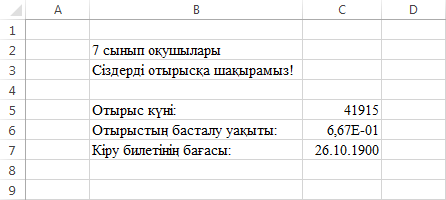 A B C D
1
2 7 сынып оқушылары
3 Сіздерді отырысқа шақырамыз!
4
5 Отырыс күні: 41915
6 Отырыстың басталу уақыты: 6,67E-01
7 Кіру билетінің бағасы: 26.10.1900
8
9